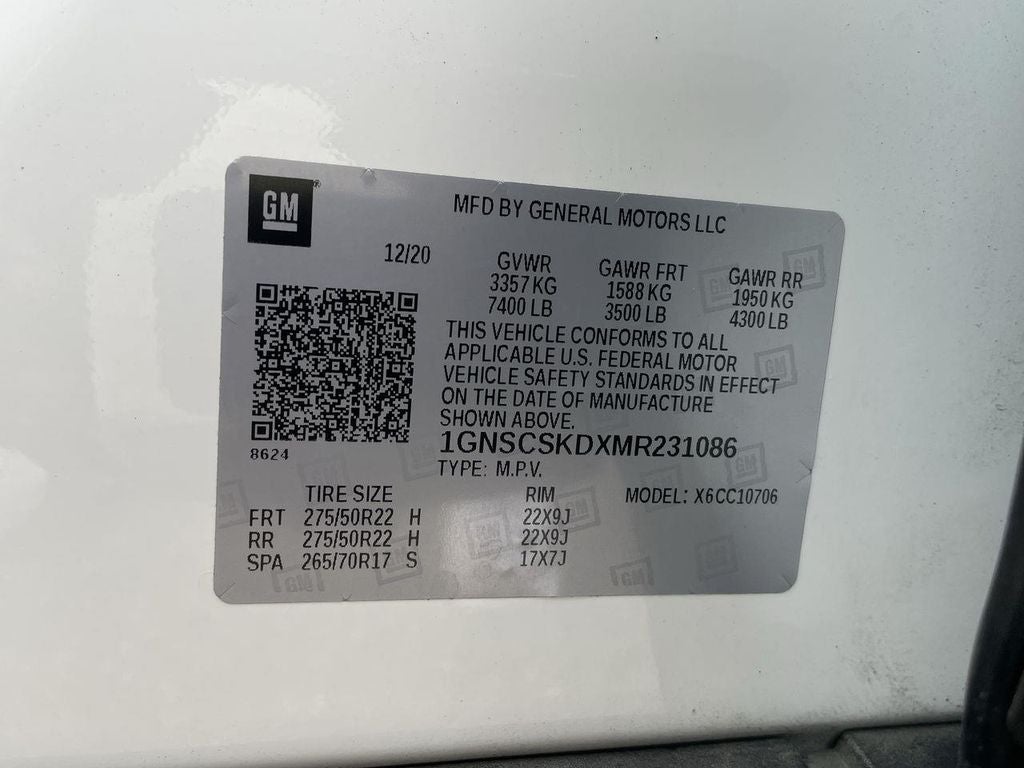 GM®
MFD BY GENERAL MOTORS LLC
12/20
GVWR
3357 KG
7400 LB
GAWR FRT
1588 KG
3500 LB
GAWR RR
1950 KG
4300 LB
THIS VEHICLE CONFORMS TO ALL
APPLICABLE U.S. FEDERAL MOTOR
VEHICLE SAFETY STANDARDS IN EFFECT
ON THE DATE OF MANUFACTURE
SHOWN ABOVE.
8624
1GNSCSKDXMR231086
TYPE: M.P.V.
TIRE SIZE RIM MODEL: X6CC10706
FRT 275/50R22 H 22X9J
RR 275/50R22 H 22X9J
SPA 265/70R17 S 17X7J